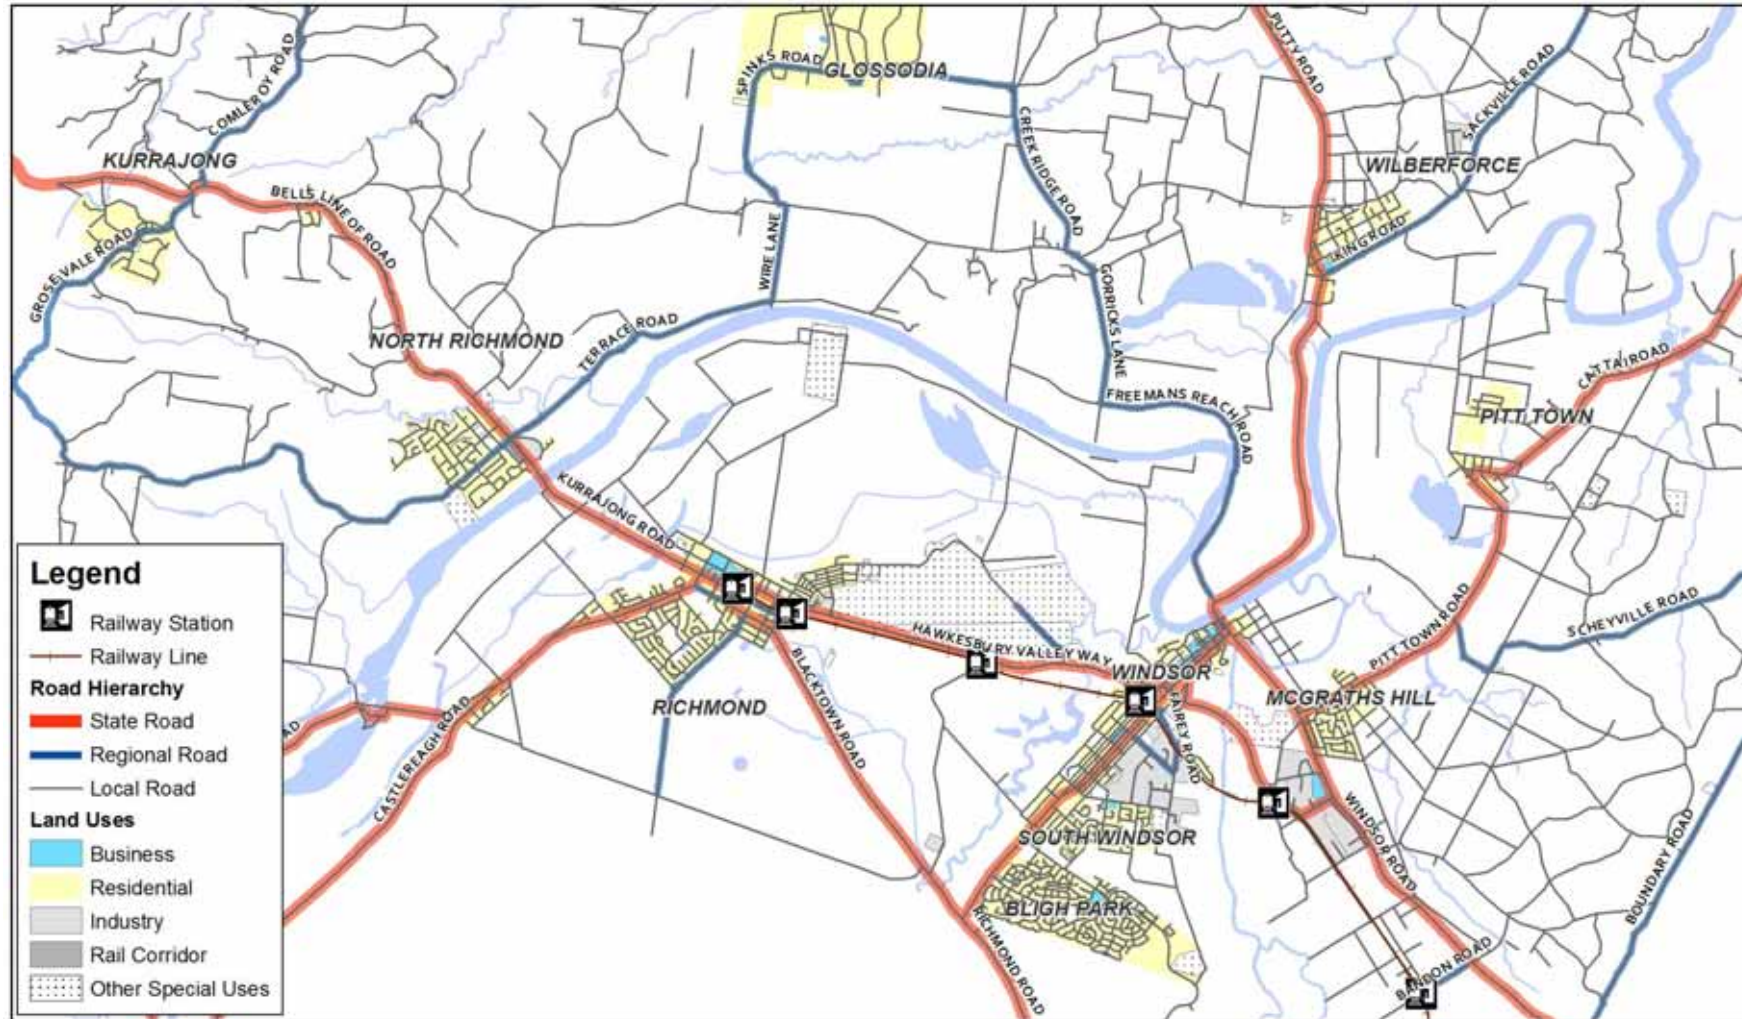 PUTTY ROAD
COMLEROY ROAD
SPINKS ROAD
GLOSSODIA
SACKVILLE ROAD
CREEK RIDGE ROAD
KURRAJONG
WILBERFORCE
BELLS LINE OF ROAD
GROSE VALE ROAD
WIRE LANE
KING ROAD
GORRICKS LANE
NORTH RICHMOND
TERRACE ROAD
CATTAI ROAD
FREEMANS REACH ROAD
PITT TOWN
KURRAJONG ROAD
PITT TOWN ROAD
SCHEYVILLE ROAD
HAWKESBURY VALLEY WAY
WINDSOR
MCGRATHS HILL
RICHMOND
BLACKTOWN ROAD
FAIREY ROAD
CASTLEREAGH ROAD
AD
SOUTH WINDSOR
WINDSOR ROAD
BOUNDARY ROAD
BLIGH PARK
RICHMOND ROAD
BANDON ROAD
Legend
Railway Station
Railway Line
Road Hierarchy
State Road
Regional Road
Local Road
Land Uses
Business
Residential
Industry
Rail Corridor
Other Special Uses